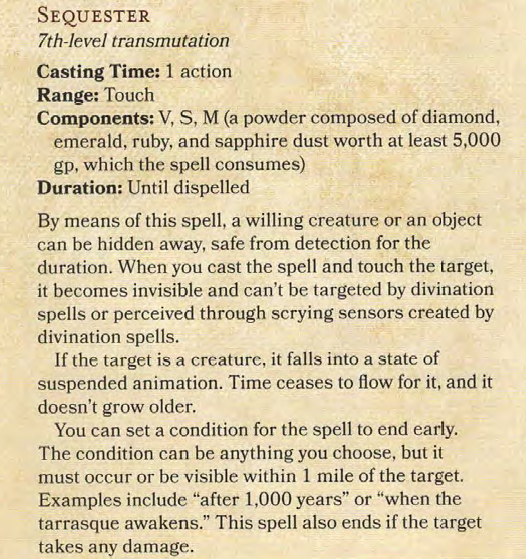 SEQUESTER
7th-level transmutation
Casting Time: 1 action
Range: Touch
Components: V, S, M (a powder composed of diamond,
emerald, ruby, and sapphire dust worth at least 5,000
gp, which the spell consumes)
Duration: Until dispelled
By means of this spell, a willing creature or an object
can be hidden away, safe from detection for the
duration. When you cast the spell and touch the target,
it becomes invisible and can't be targeted by divination
spells or perceived through scrying sensors created by
divination spells.
If the target is a creature, it falls into a state of
suspended animation. Time ceases to flow for it, and it
doesn't grow older.
You can set a condition for the spell to end early.
The condition can be anything you choose, but it
must occur or be visible within 1 mile of the target.
Examples include “after 1,000 years” or “when the
tarrasque awakens.” This spell also ends if the target
takes any damage.